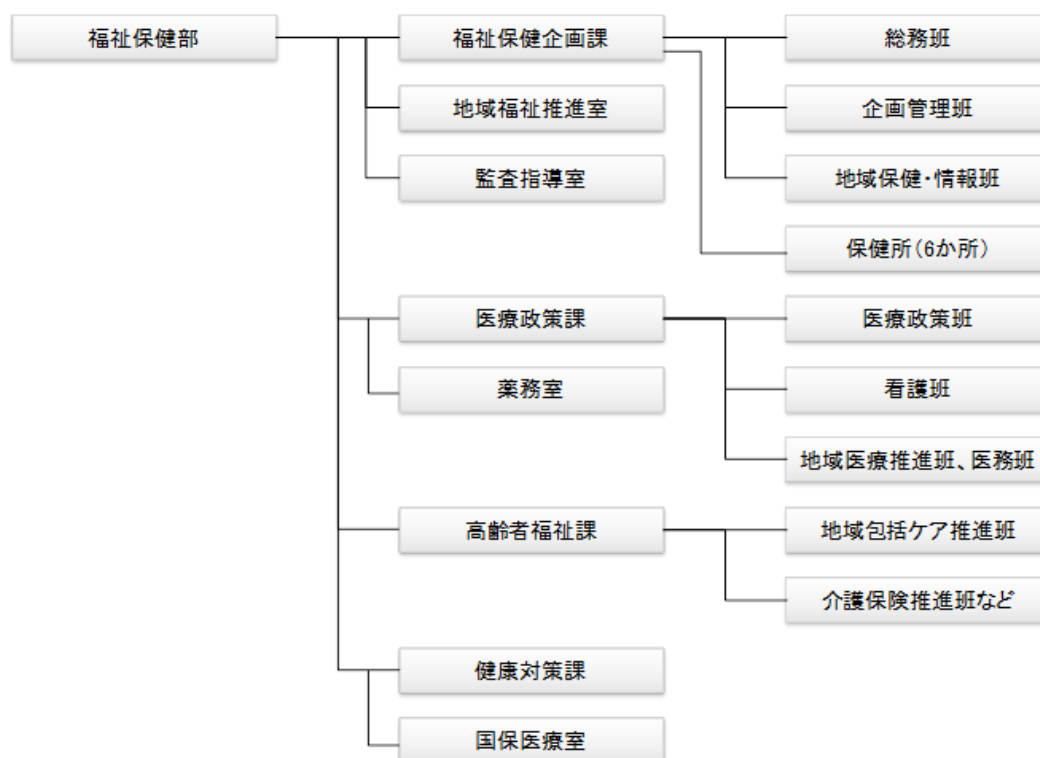 福祉保健部
福祉保健企画課
総務班
地域福祉推進室
企画管理班
監査指導室
地域保健・情報班
保健所(6か所)
医療政策課
医療政策班
薬務室
看護班
地域医療推進班、医務班
高齢者福祉課
地域包括ケア推進班
介護保険推進班など
健康対策課
国保医療室